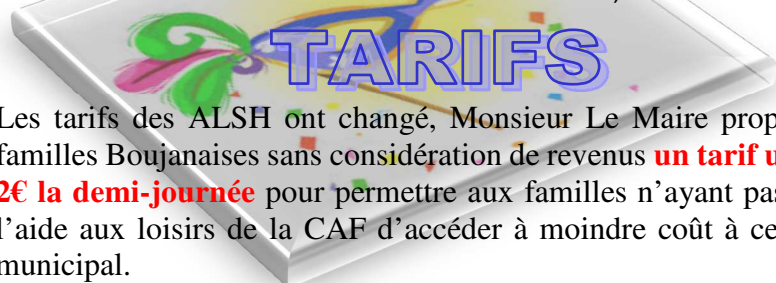 TARIFS
Les tarifs des ALSH ont changé, Monsieur Le Maire prop
familles Boujanaises sans considération de revenus un tarif u
2€ la demi-journée pour permettre aux familles n'ayant pas
l'aide aux loisirs de la CAF d'accéder à moindre coût à ce
municipal.